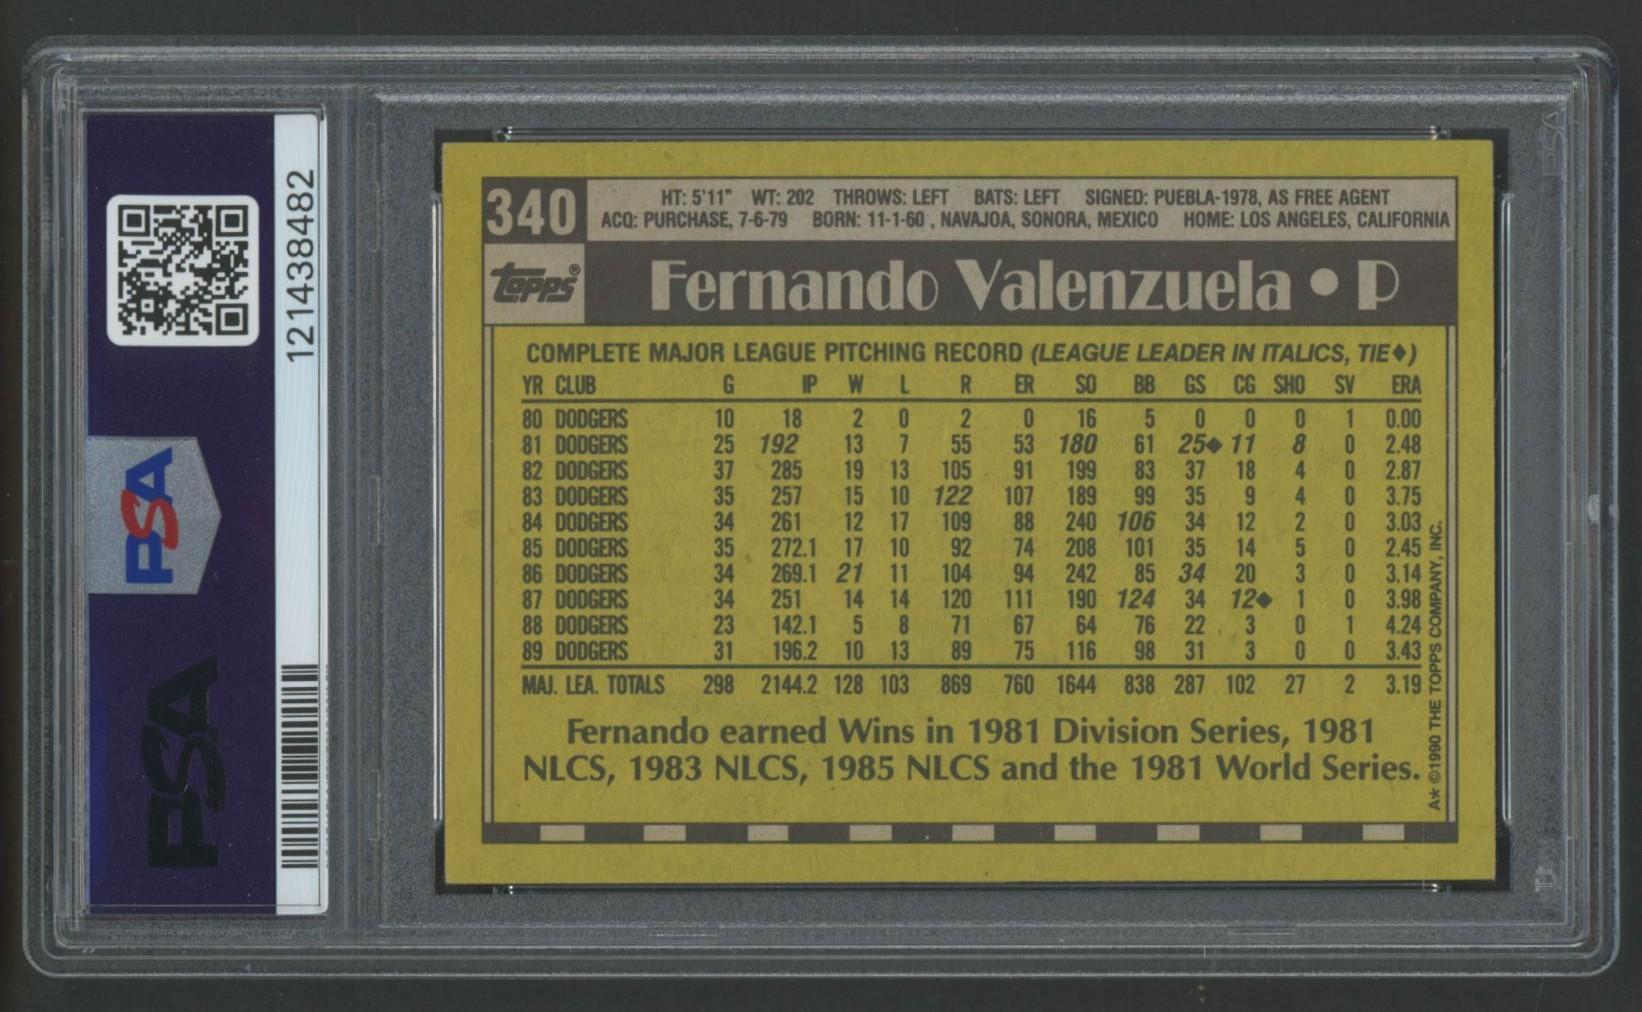 121438482
PSA
PSA
340
HT: 5'11" WT: 202 THROWS: LEFT BATS: LEFT SIGNED: PUEBLA-1978, AS FREE AGENT
ACQ: PURCHASE, 7-6-79 BORN: 11-1-60 , NAVAJOA, SONORA, MEXICO HOME: LOS ANGELES, CALIFORNIA
topps®
Fernando Valenzuela • P
COMPLETE MAJOR LEAGUE PITCHING RECORD (LEAGUE LEADER IN ITALICS, TIE♦)
YR CLUB G IP W L R ER SO BB GS CG SHO SV ERA
80 DODGERS 10 18 2 0 2 0 16 5 0 0 0 1 0.00
81 DODGERS 25 192 13 7 55 53 180 61 25♦ 11 8 0 2.48
82 DODGERS 37 285 19 13 105 91 199 83 37 18 4 0 2.87
83 DODGERS 35 257 15 10 122 107 189 99 35 9 4 0 3.75
84 DODGERS 34 261 12 17 109 88 240 106 34 12 2 0 3.03
85 DODGERS 35 272.1 17 10 92 74 208 101 35 14 5 0 2.45
86 DODGERS 34 269.1 21 11 104 94 242 85 34 20 3 0 3.14
87 DODGERS 34 251 14 14 120 111 190 124 34 12♦ 1 0 3.98
88 DODGERS 23 142.1 5 8 71 67 64 76 22 3 0 1 4.24
89 DODGERS 31 196.2 10 13 89 75 116 98 31 3 0 0 3.43
MAJ. LEA. TOTALS 298 2144.2 128 103 869 760 1644 838 287 102 27 2 3.19
Fernando earned Wins in 1981 Division Series, 1981
NLCS, 1983 NLCS, 1985 NLCS and the 1981 World Series.
A* ©1990 THE TOPPS COMPANY, INC.
PSA